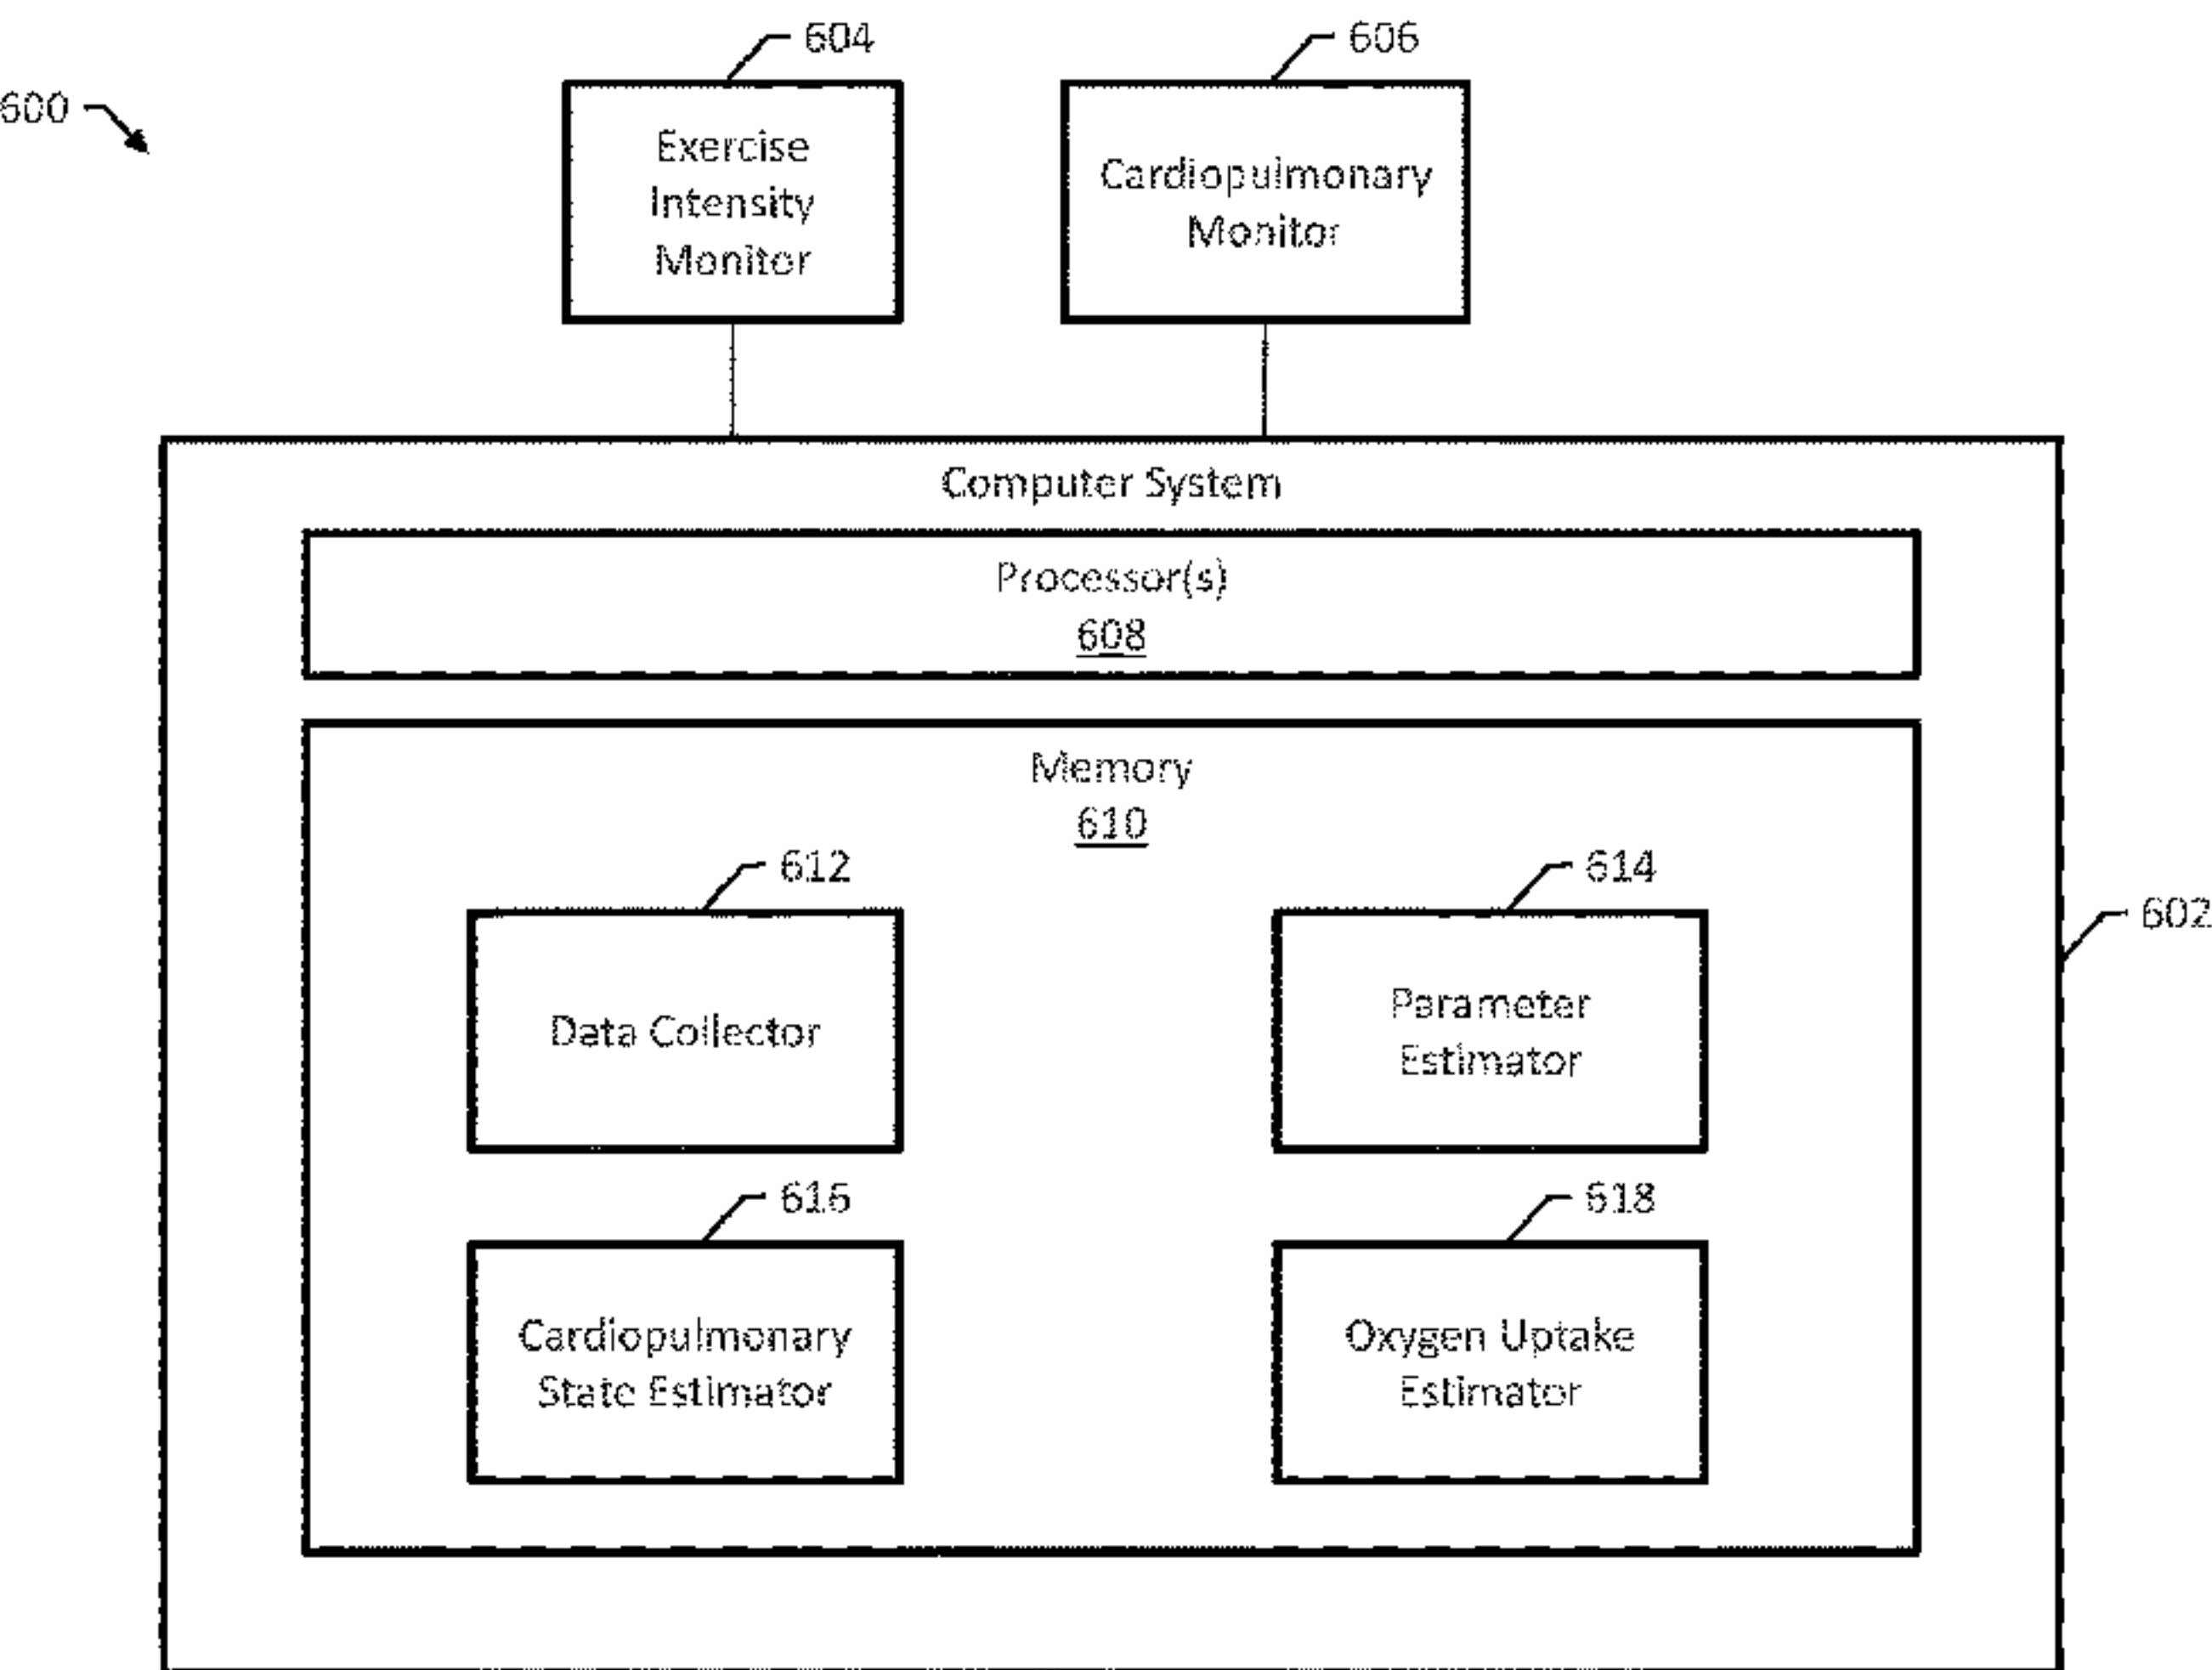 600
604
606
Exercise
Intensity
Monitor
Cardiopulmonary
Monitor
Computer System
Processor(s)
608
Memory
610
612
614
602
Data Collector
Parameter
Estimator
616
618
Cardiopulmonary
State Estimator
Oxygen Uptake
Estimator